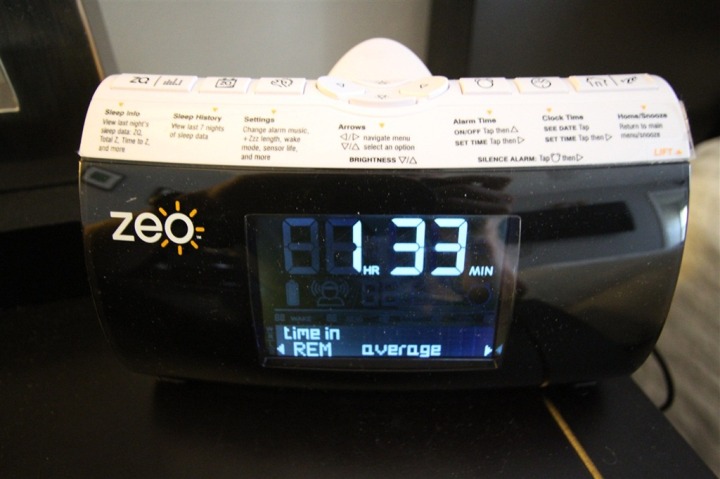 ZQ
Sleep Info
View last night's
sleep data: ZQ,
Total Z, Time to Z,
and more
Sleep History
View last 7 nights
of sleep data
Settings
Change alarm music,
+Zzz length, wake
mode, sensor life,
and more
Arrows
◁/▷ navigate menu
▽/△ select an option
BRIGHTNESS ▽/△
Alarm Time
ON/OFF Tap then △
SET TIME Tap then ▷
SILENCE ALARM: Tap then ▷
Clock Time
SEE DATE Tap
SET TIME Tap then ▷
Home/Snooze
Return to main
menu/snooze
LIFT
zeo
1 HR 33 MIN
WAKE
time in
REM average